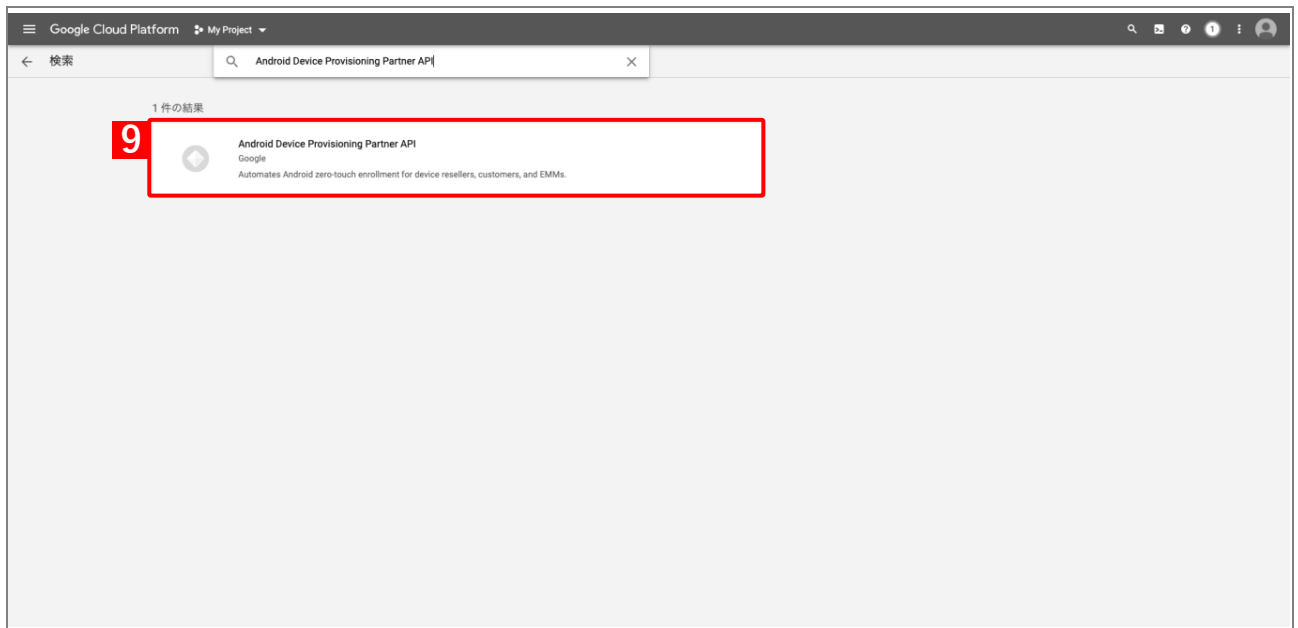 Google Cloud Platform My Project 1
検索 Android Device Provisioning Partner API
1 件の結果
9
Android Device Provisioning Partner API
Google
Automates Android zero-touch enrollment for device resellers, customers, and EMMs.